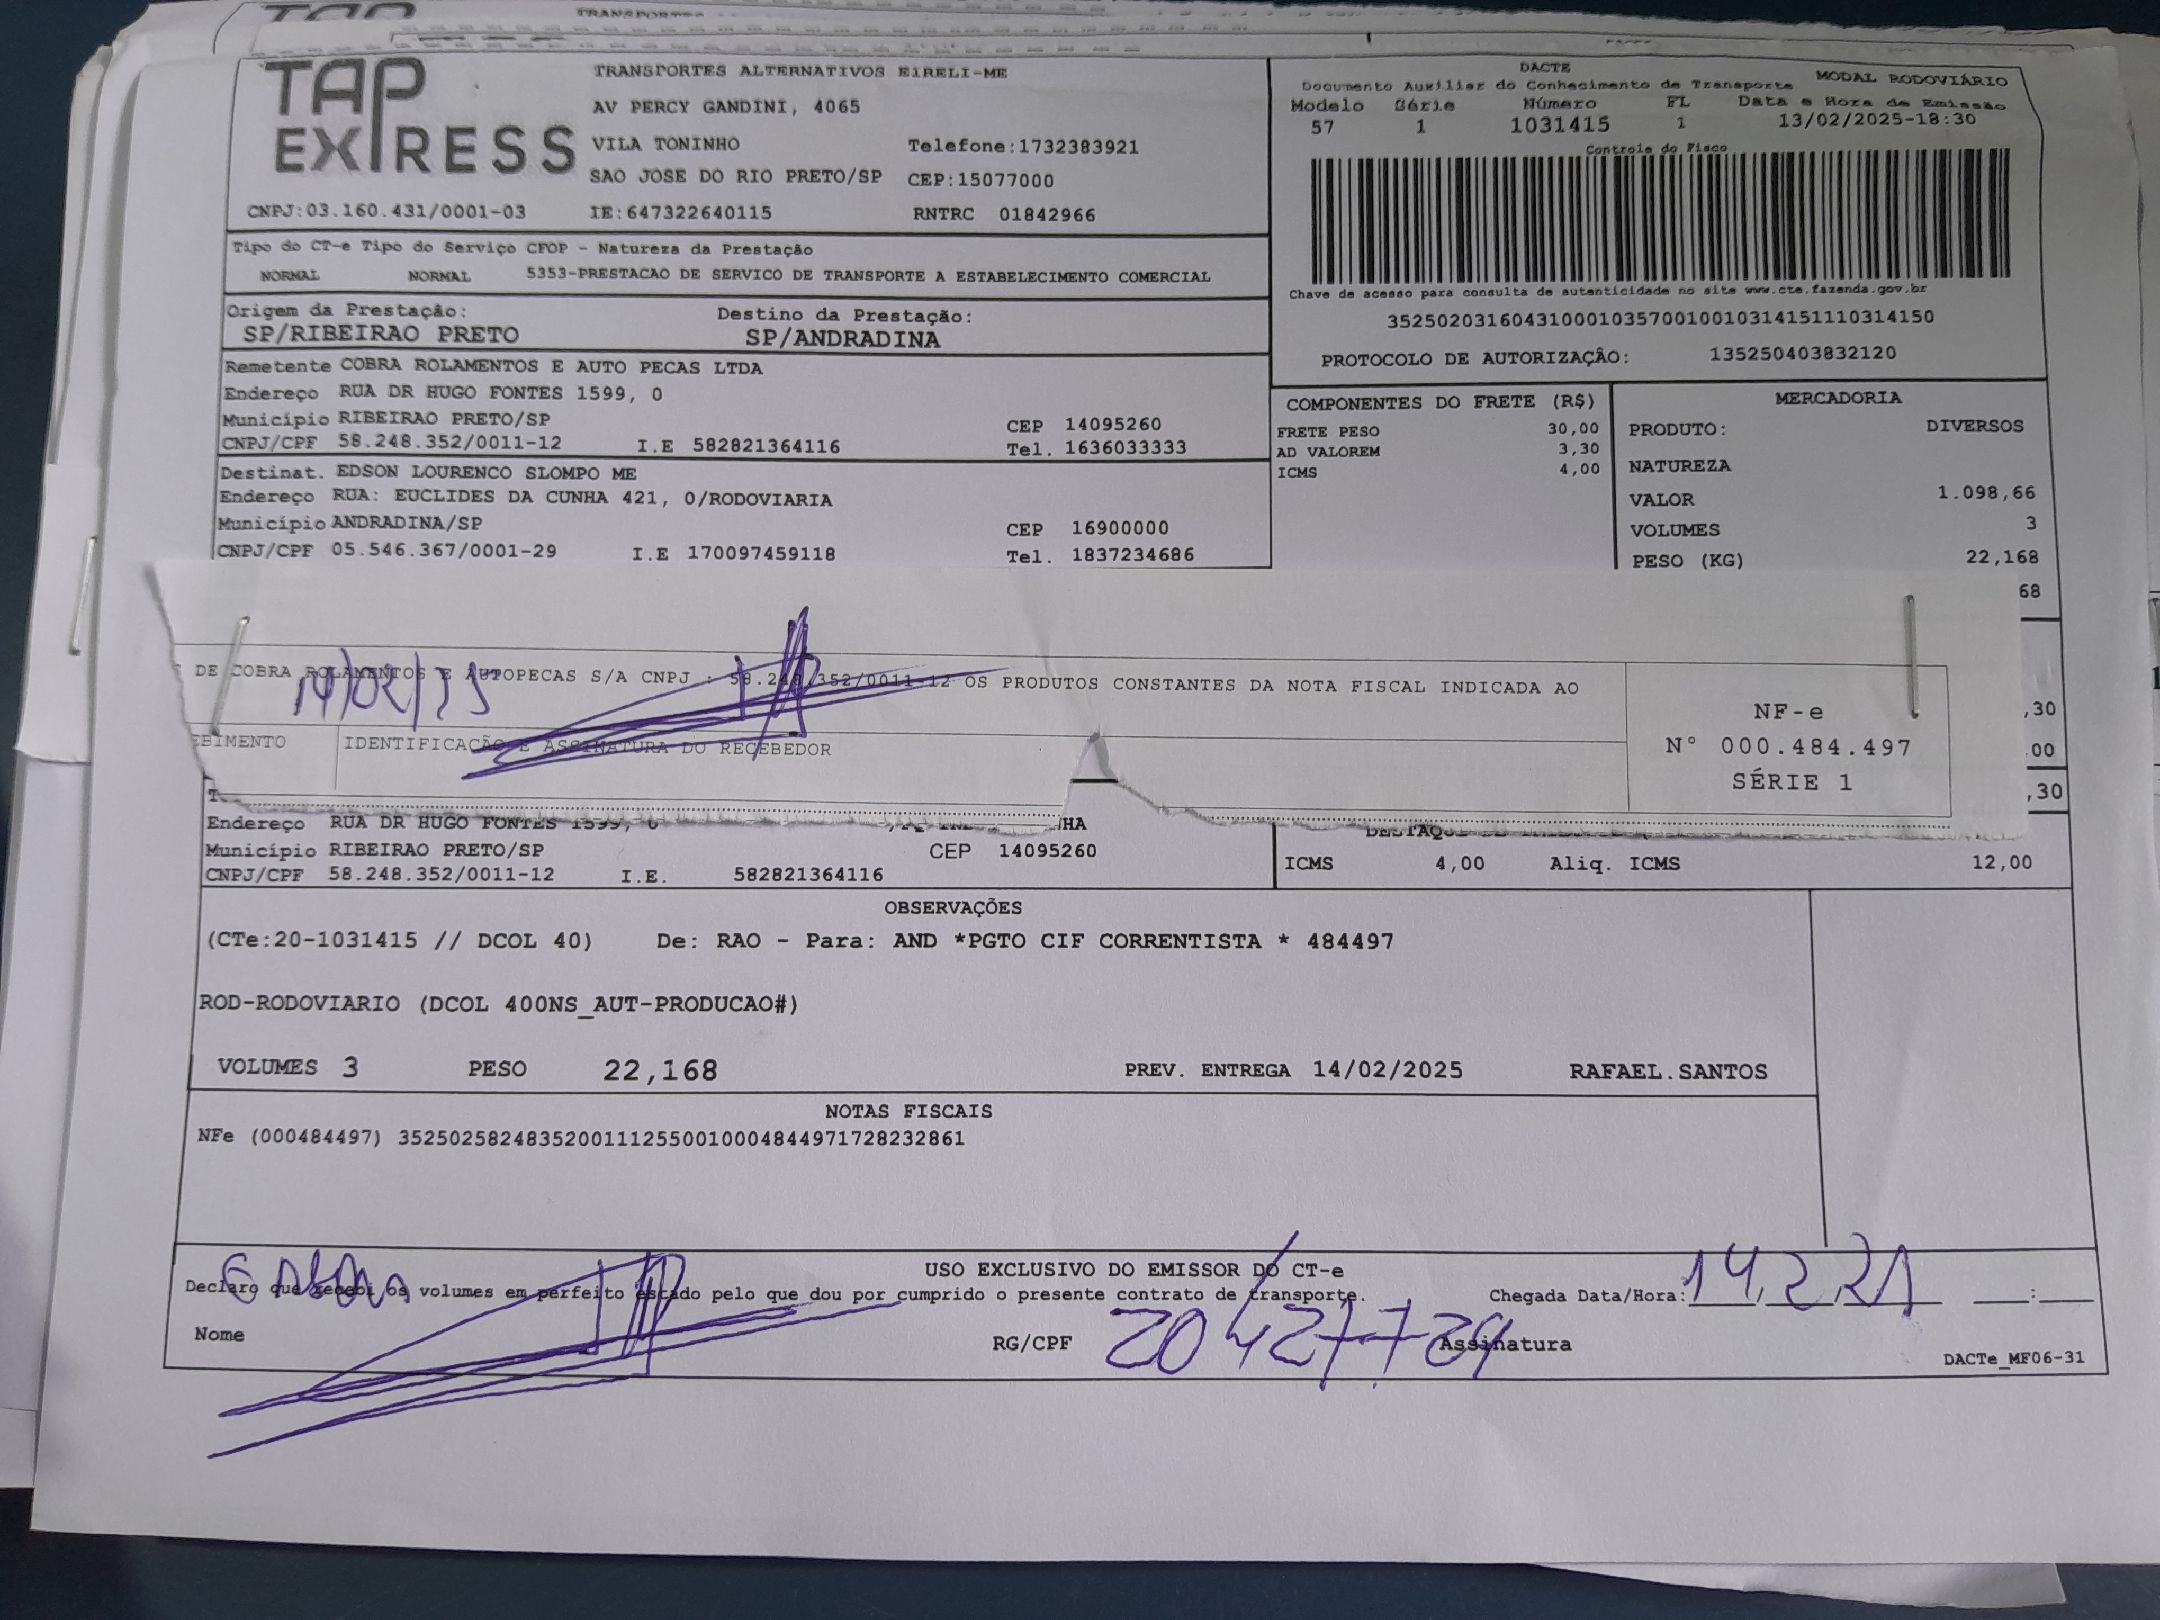 TAP EXPRESS
TRANSPORTES ALTERNATIVOS EIRELI-ME
AV PERCY GANDINI, 4065
VILA TONINHO Telefone:1732383921
SAO JOSE DO RIO PRETO/SP CEP:15077000
CNPJ:03.160.431/0001-03 IE:647322640115 RNTRC 01842966
DACTE MODAL RODOVIÁRIO
Documento Auxiliar do Conhecimento de Transporte
Modelo Série Número FL Data e Hora de Emissão
57 1 1031415 1 13/02/2025-18:30
Controle do Fisco
Chave de acesso para consulta de autenticidade no site www.cte.fazenda.gov.br
35250203160431000103570010010314151110314150
PROTOCOLO DE AUTORIZAÇÃO: 135250403832120
Tipo do CT-e Tipo do Serviço CFOP - Natureza da Prestação
NORMAL NORMAL 5353-PRESTACAO DE SERVICO DE TRANSPORTE A ESTABELECIMENTO COMERCIAL
Origem da Prestação: Destino da Prestação:
SP/RIBEIRAO PRETO SP/ANDRADINA
Remetente COBRA ROLAMENTOS E AUTO PECAS LTDA
Endereço RUA DR HUGO FONTES 1599, 0
Município RIBEIRAO PRETO/SP CEP 14095260
CNPJ/CPF 58.248.352/0011-12 I.E 582821364116 Tel. 1636033333
Destinat. EDSON LOURENCO SLOMPO ME
Endereço RUA: EUCLIDES DA CUNHA 421, 0/RODOVIARIA
Município ANDRADINA/SP CEP 16900000
CNPJ/CPF 05.546.367/0001-29 I.E 170097459118 Tel. 1837234686
COMPONENTES DO FRETE (R$)
FRETE PESO 30,00
AD VALOREM 3,30
ICMS 4,00
MERCADORIA
PRODUTO: DIVERSOS
NATUREZA
VALOR 1.098,66
VOLUMES 3
PESO (KG) 22,168
68
DE COBRA ROLAMENTOS E AUTOPECAS S/A CNPJ : 58.248.352/0011-12 OS PRODUTOS CONSTANTES DA NOTA FISCAL INDICADA AO
14/02/25
EBIMENTO IDENTIFICAÇÃO E ASSINATURA DO RECEBEDOR
NF-e
N° 000.484.497
SÉRIE 1
,30
00
,30
Endereço RUA DR HUGO FONTES 1599, 0
Município RIBEIRAO PRETO/SP CEP 14095260
CNPJ/CPF 58.248.352/0011-12 I.E. 582821364116
ICMS 4,00 Aliq. ICMS 12,00
OBSERVAÇÕES
(CTe:20-1031415 // DCOL 40) De: RAO - Para: AND *PGTO CIF CORRENTISTA * 484497
ROD-RODOVIARIO (DCOL 400NS_AUT-PRODUCAO#)
VOLUMES 3 PESO 22,168 PREV. ENTREGA 14/02/2025 RAFAEL.SANTOS
NOTAS FISCAIS
NFe (000484497) 35250258248352001112550010004844971728232861
USO EXCLUSIVO DO EMISSOR DO CT-e
Declaro que recebi os volumes em perfeito estado pelo que dou por cumprido o presente contrato de transporte. Chegada Data/Hora:
Nome RG/CPF Assinatura
DACTe_MF06-31